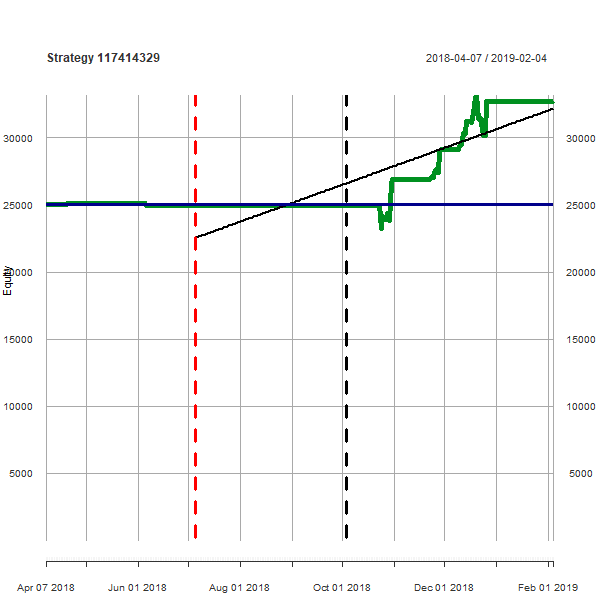 Strategy 117414329
2018-04-07 / 2019-02-04
Equity
30000
25000
20000
15000
10000
5000
30000
25000
20000
15000
10000
5000
Apr 07 2018
Jun 01 2018
Aug 01 2018
Oct 01 2018
Dec 01 2018
Feb 01 2019